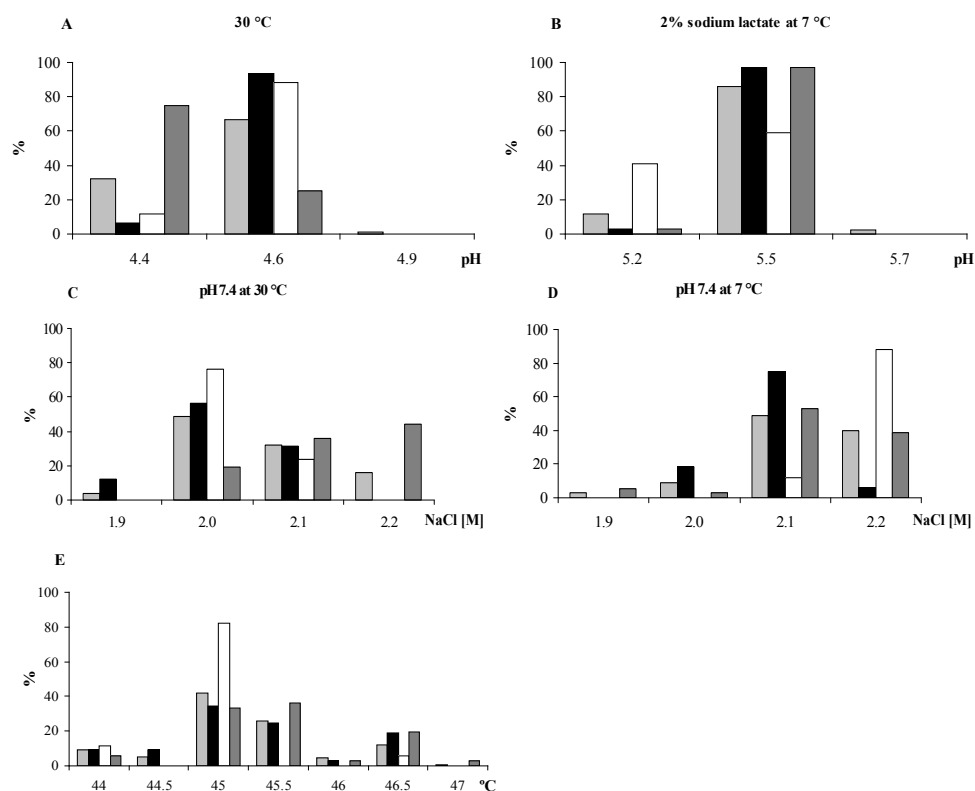 A
30 °C
100
80
60
40
20
0
%
4.4 4.6 4.9 pH
B
2% sodium lactate at 7 °C
100
80
60
40
20
0
%
5.2 5.5 5.7 pH
C
pH 7.4 at 30 °C
100
80
60
40
20
0
%
1.9 2.0 2.1 2.2 NaCl [M]
D
pH 7.4 at 7 °C
100
80
60
40
20
0
%
1.9 2.0 2.1 2.2 NaCl [M]
E
100
80
60
40
20
0
%
44 44.5 45 45.5 46 46.5 47 °C